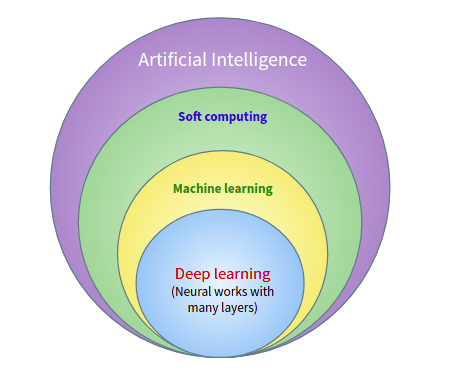 Artificial Intelligence
Soft computing
Machine learning
Deep learning
(Neural works with
many layers)